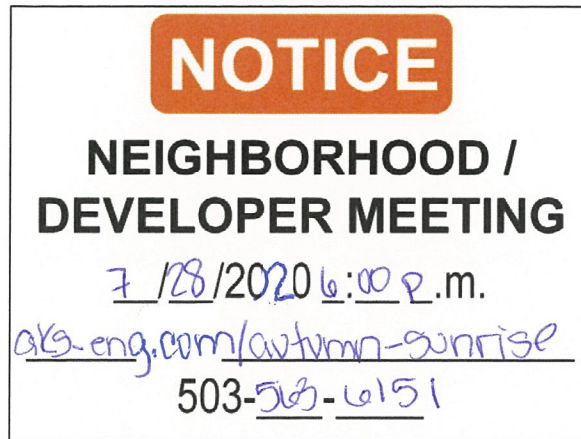 NOTICE
NEIGHBORHOOD /
DEVELOPER MEETING
7/28/2020 6:00 p.m.
aks-eng.com/autumn-sunrise
503-563-6151